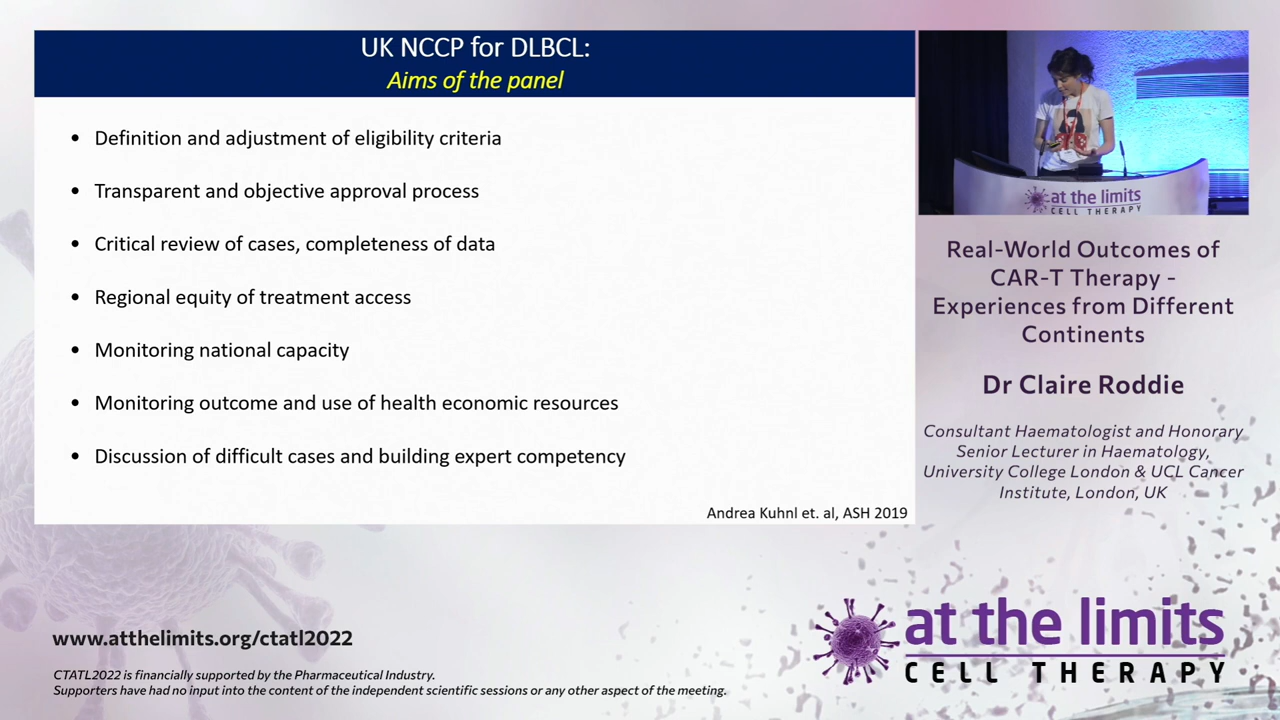 UK NCCP for DLBCL:
Aims of the panel
• Definition and adjustment of eligibility criteria
• Transparent and objective approval process
• Critical review of cases, completeness of data
• Regional equity of treatment access
• Monitoring national capacity
• Monitoring outcome and use of health economic resources
• Discussion of difficult cases and building expert competency
Andrea Kuhnl et. al, ASH 2019
at the limits
CELL THERAPY
Real-World Outcomes of
CAR-T Therapy -
Experiences from Different
Continents
Dr Claire Roddie
Consultant Haematologist and Honorary
Senior Lecturer in Haematology,
University College London & UCL Cancer
Institute, London, UK
www.atthelimits.org/ctatl2022
CTATL2022 is financially supported by the Pharmaceutical Industry.
Supporters have had no input into the content of the independent scientific sessions or any other aspect of the meeting.
at the limits
CELL THERAPY